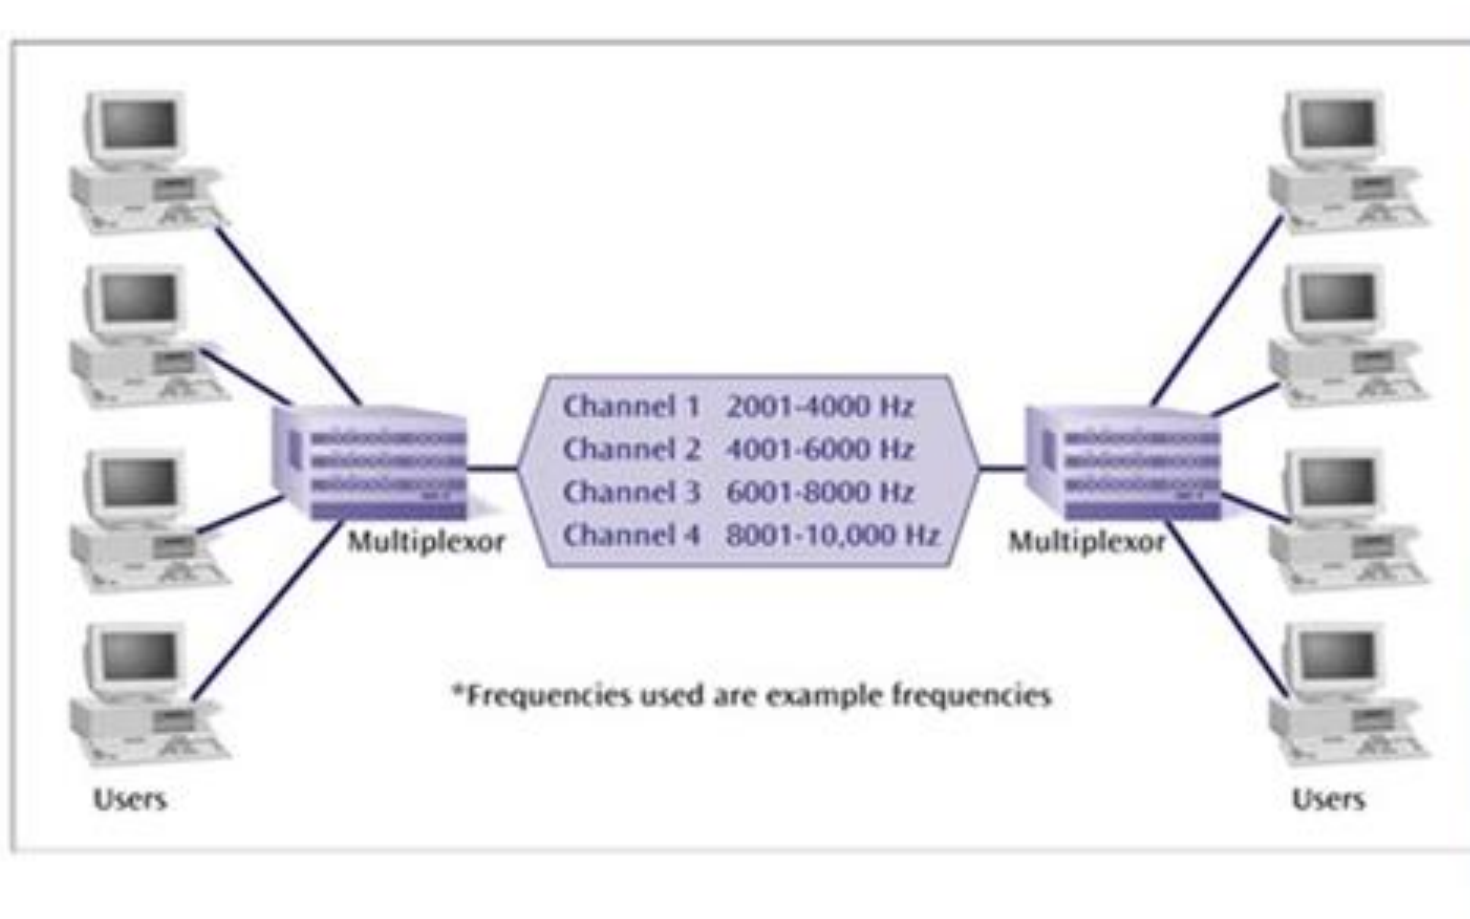 Channel 1 2001-4000 Hz
Channel 2 4001-6000 Hz
Channel 3 6001-8000 Hz
Channel 4 8001-10,000 Hz
Multiplexor
Multiplexor
*Frequencies used are example frequencies
Users
Users